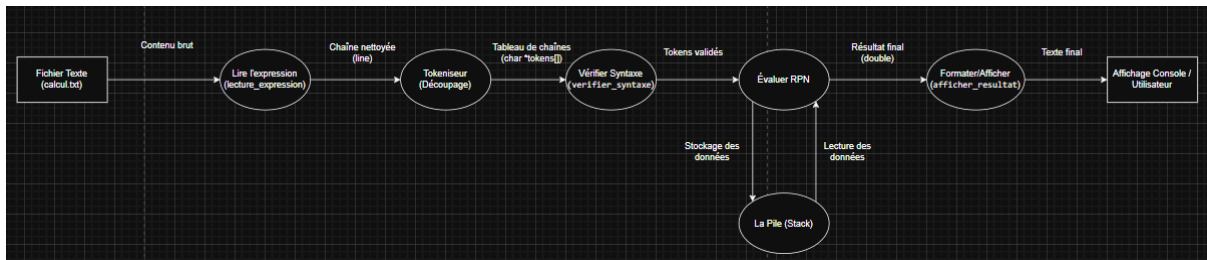 Contenu brut
Chaîne nettoyée
(line)
Tableau de chaînes
(char *tokens[])
Tokens validés
Résultat final
(double)
Texte final
Fichier Texte
(calcul.txt)
Lire l'expression
(lecture_expression)
Tokeniseur
(Découpage)
Vérifier Syntaxe
(verifier_syntaxe)
Évaluer RPN
Formater/Afficher
(afficher_resultat)
Affichage Console /
Utilisateur
Stockage des
données
Lecture des
données
La Pile (Stack)